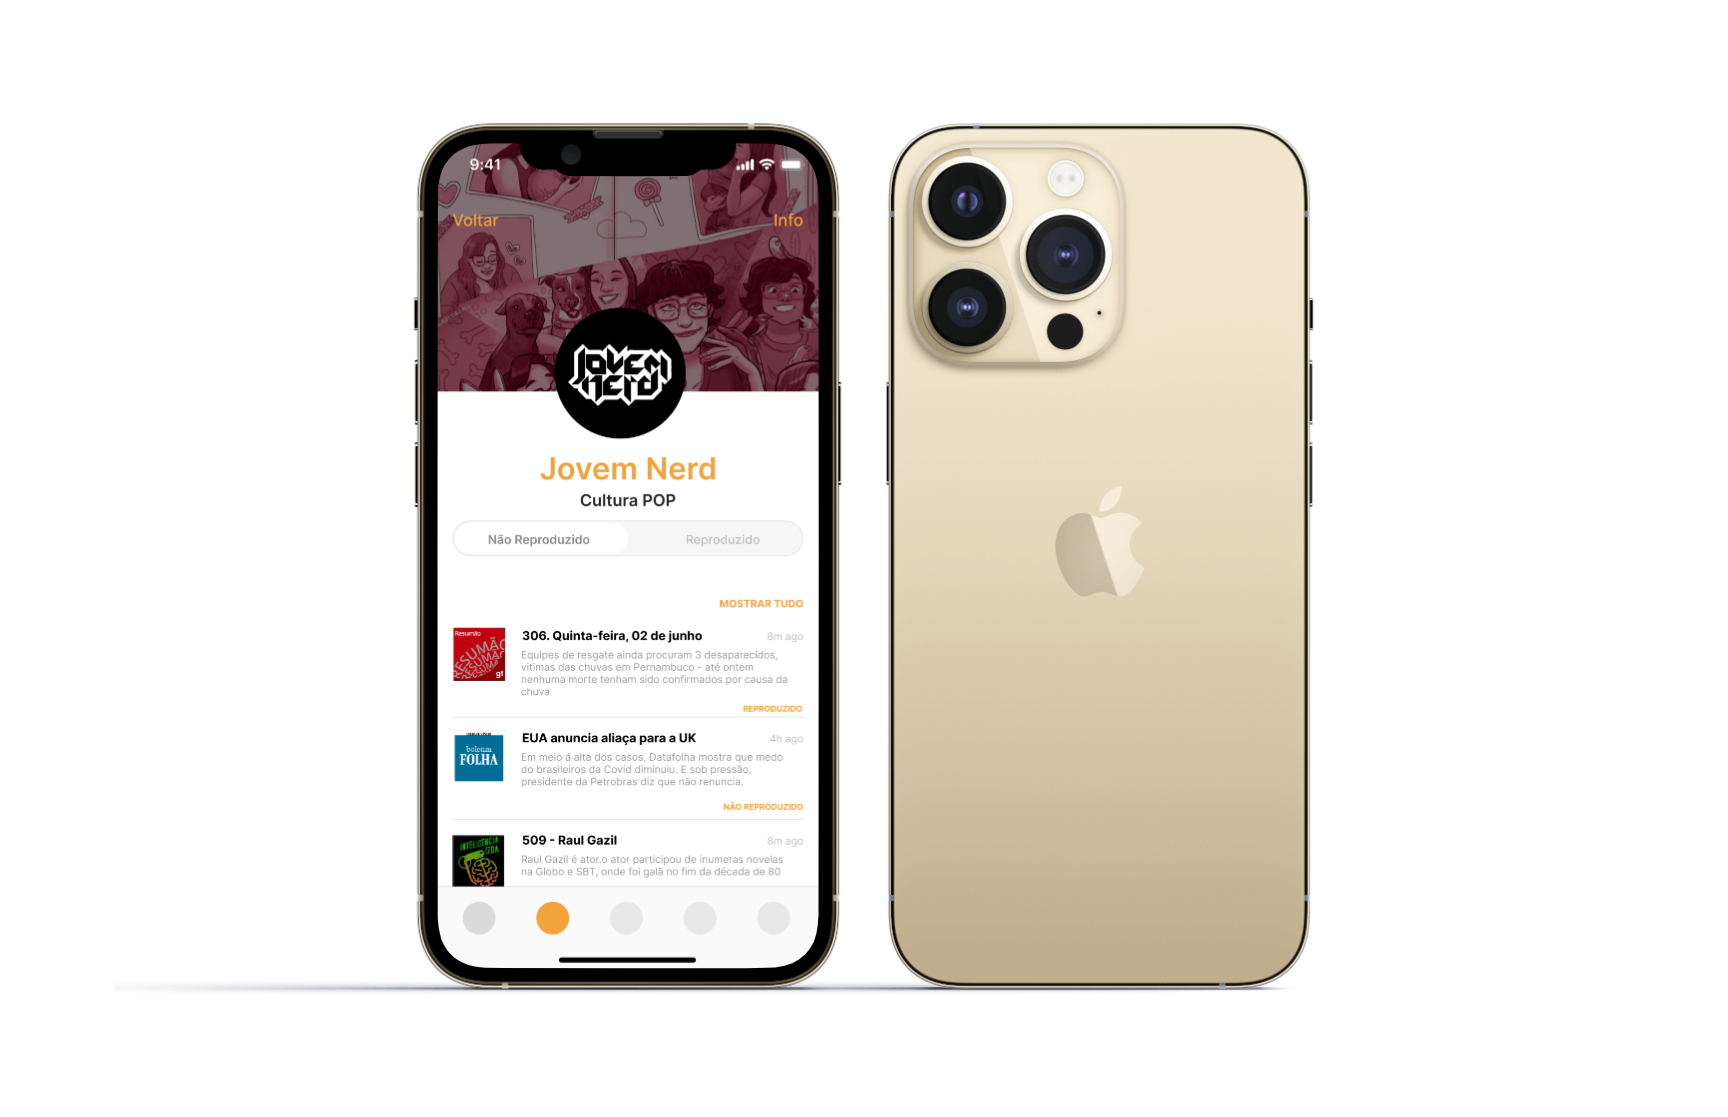 9:41
Voltar
Info
JOVEM
NERD
Jovem Nerd
Cultura POP
Não Reproduzido
Reproduzido
MOSTRAR TUDO
Resumão
RESUMÃO
RESUMÃO
RESUMÃO
g1
306. Quinta-feira, 02 de junho
8m ago
Equipes de resgate ainda procuram 3 desaparecidos,
vitimas das chuvas em Pernambuco - até ontem
nenhuma morte tenham sido confirmados por causa da
chuva
REPRODUZIDO
boletim
FOLHA
EUA anuncia aliaça para a UK
4h ago
Em meio á alta dos casos, Datafolha mostra que medo
do brasileiros da Covid diminuiu. E sob pressão,
presidente da Petrobras diz que não renuncia.
NÃO REPRODUZIDO
INTELIGÊNCIA
LTDA
509 - Raul Gazil
8m ago
Raul Gazil é ator.o ator participou de inumeras novelas
na Globo e SBT, onde foi galã no fim da década de 80